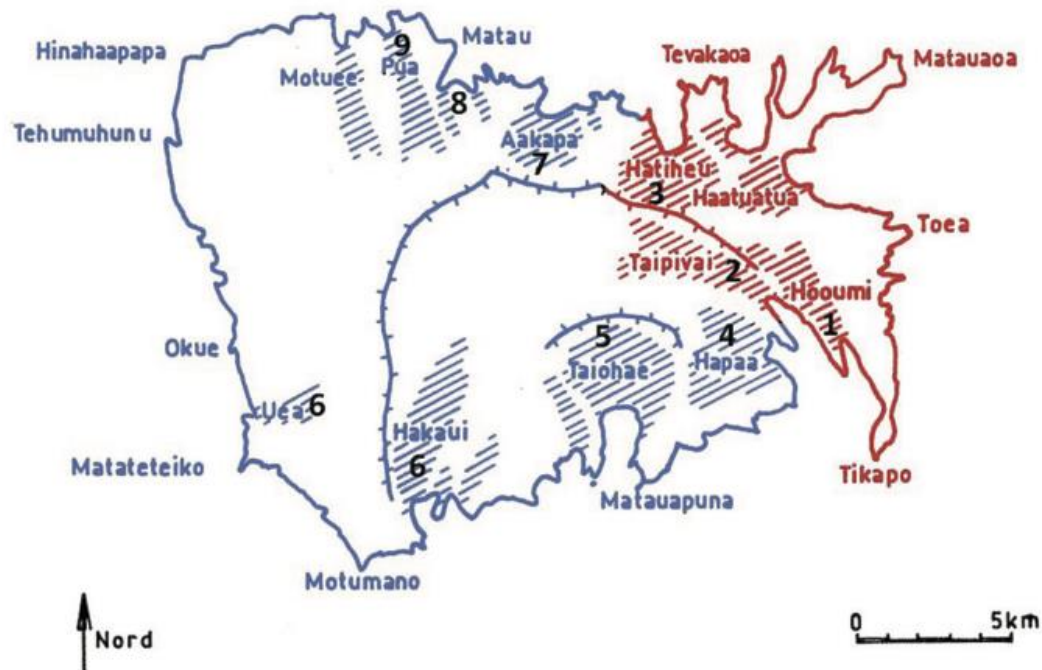 9
Matau
Hinahaapapa
Motuee
Pua
Tevakaoa
Matauaoa
8
Tehumuhunu
Aakapa
7
Hatiheu
3
Haatuatua
Toea
Taipivai
2
Hooumi
1
Okue
5
4
Taiohae
Hapaa
Uea
6
Hakaui
6
Matateteiko
Matauapuna
Tikapo
Motumano
Nord
0 5km